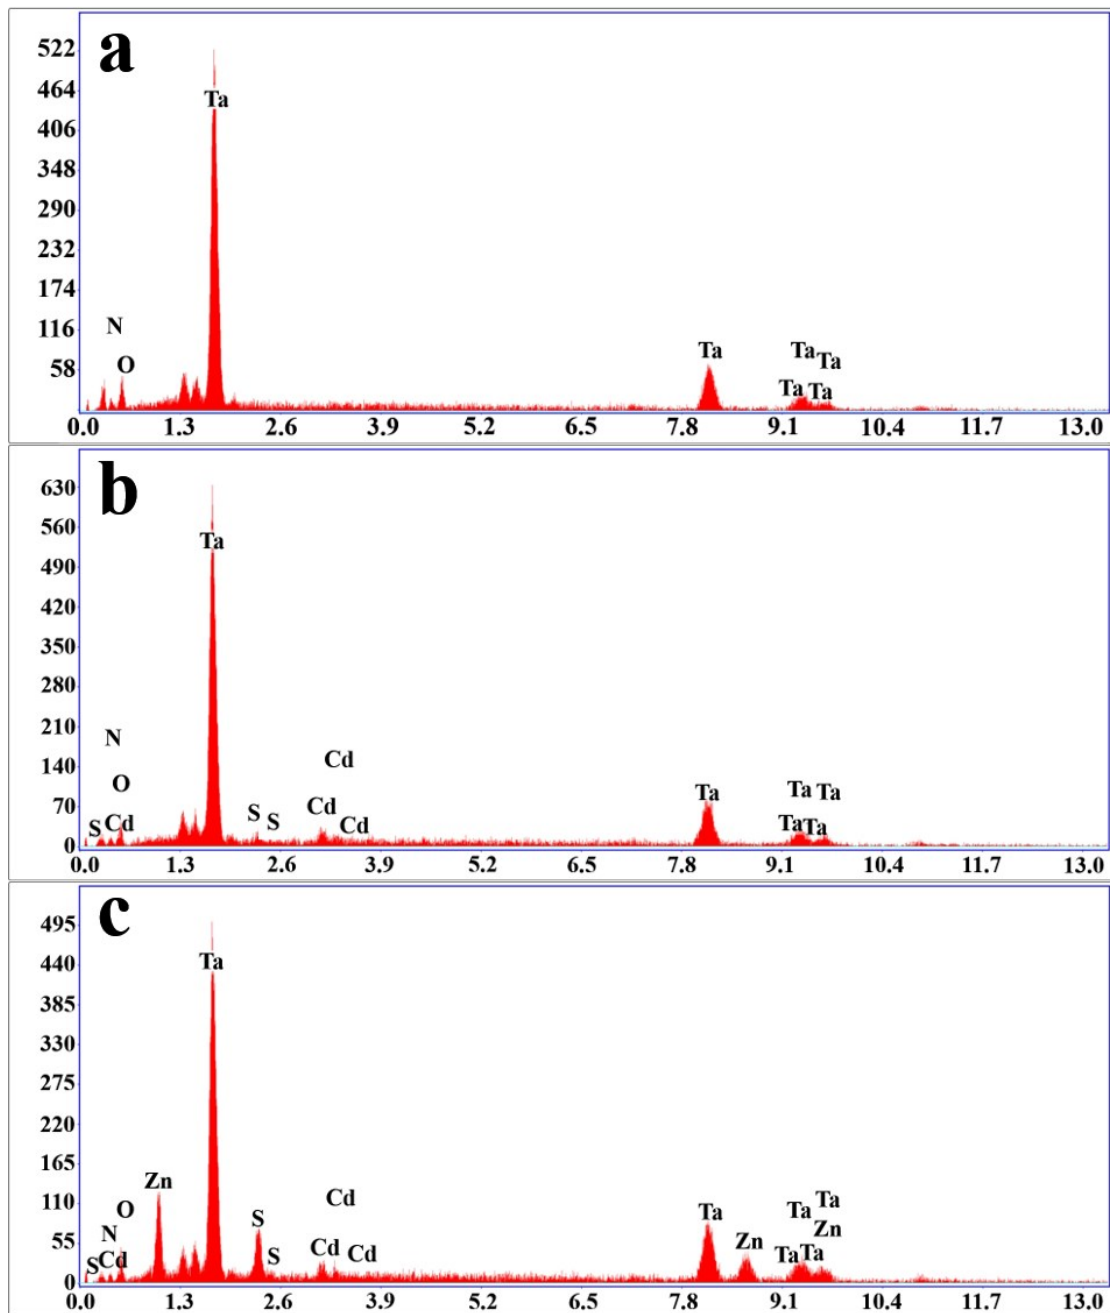 a
522
464
406
348
290
232
174
116
58
Ta
N
O
Ta
Ta
Ta
Ta
Ta
0.0 1.3 2.6 3.9 5.2 6.5 7.8 9.1 10.4 11.7 13.0
b
630
560
490
420
350
280
210
140
70
0
Ta
N
O
S
Cd
S
S
Cd
Cd
Cd
Ta
Ta
Ta
Ta
Ta
0.0 1.3 2.6 3.9 5.2 6.5 7.8 9.1 10.4 11.7 13.0
c
495
440
385
330
275
220
165
110
55
0
Ta
Zn
O
N
S
Cd
S
S
Cd
Cd
Cd
Ta
Zn
Ta
Ta
Zn
Ta
Ta
0.0 1.3 2.6 3.9 5.2 6.5 7.8 9.1 10.4 11.7 13.0